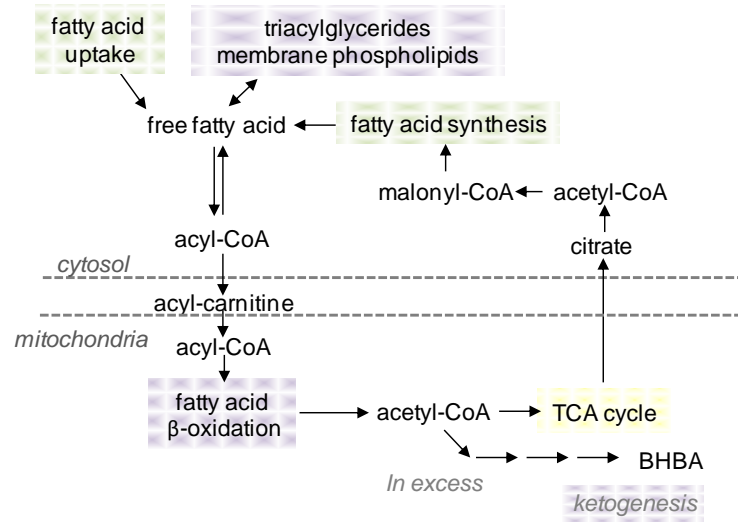 fatty acid
uptake
triacylglycerides
membrane phospholipids
free fatty acid
fatty acid synthesis
malonyl-CoA
acetyl-CoA
acyl-CoA
citrate
cytosol
acyl-carnitine
mitochondria
acyl-CoA
fatty acid
β-oxidation
acetyl-CoA
TCA cycle
BHBA
In excess
ketogenesis